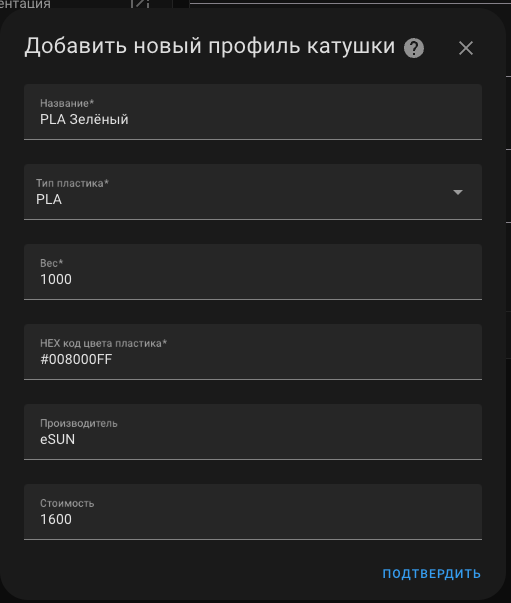 Добавить новый профиль катушки
Название*
PLA Зелёный
Тип пластика*
PLA
Вес*
1000
HEX код цвета пластика*
#008000FF
Производитель
eSUN
Стоимость
1600
ПОДТВЕРДИТЬ